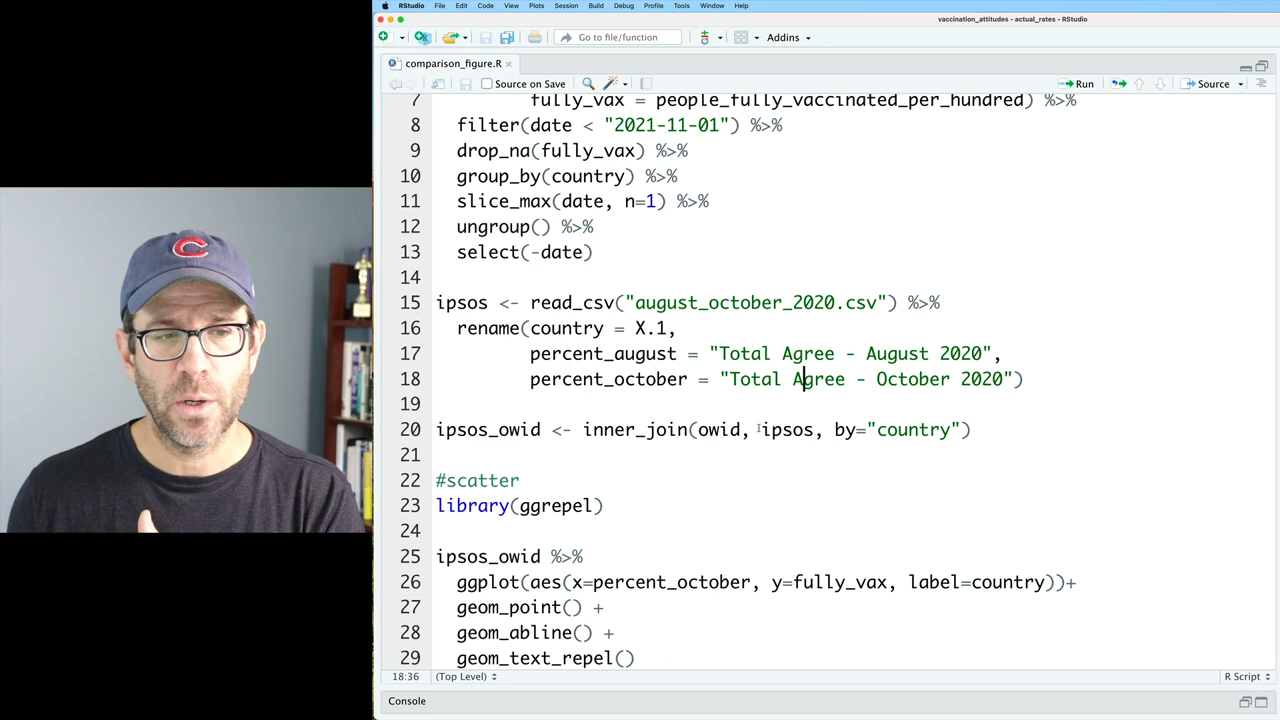 RStudio File Edit Code View Plots Session Build Debug Profile Tools Window Help
vaccination_attitudes - actual_rates - RStudio
Go to file/function Addins
comparison_figure.R
Source on Save Run Source
7 fully_vax = people_fully_vaccinated_per_hundred) %>%
8 filter(date < "2021-11-01") %>%
9 drop_na(fully_vax) %>%
10 group_by(country) %>%
11 slice_max(date, n=1) %>%
12 ungroup() %>%
13 select(-date)
14
15 ipsos <- read_csv("august_october_2020.csv") %>%
16 rename(country = X.1,
17 percent_august = "Total Agree - August 2020",
18 percent_october = "Total Agree - October 2020")
19
20 ipsos_owid <- inner_join(owid, ipsos, by="country")
21
22 #scatter
23 library(ggrepel)
24
25 ipsos_owid %>%
26 ggplot(aes(x=percent_october, y=fully_vax, label=country))+
27 geom_point() +
28 geom_abline() +
29 geom_text_repel()
18:36 (Top Level) R Script
Console
C